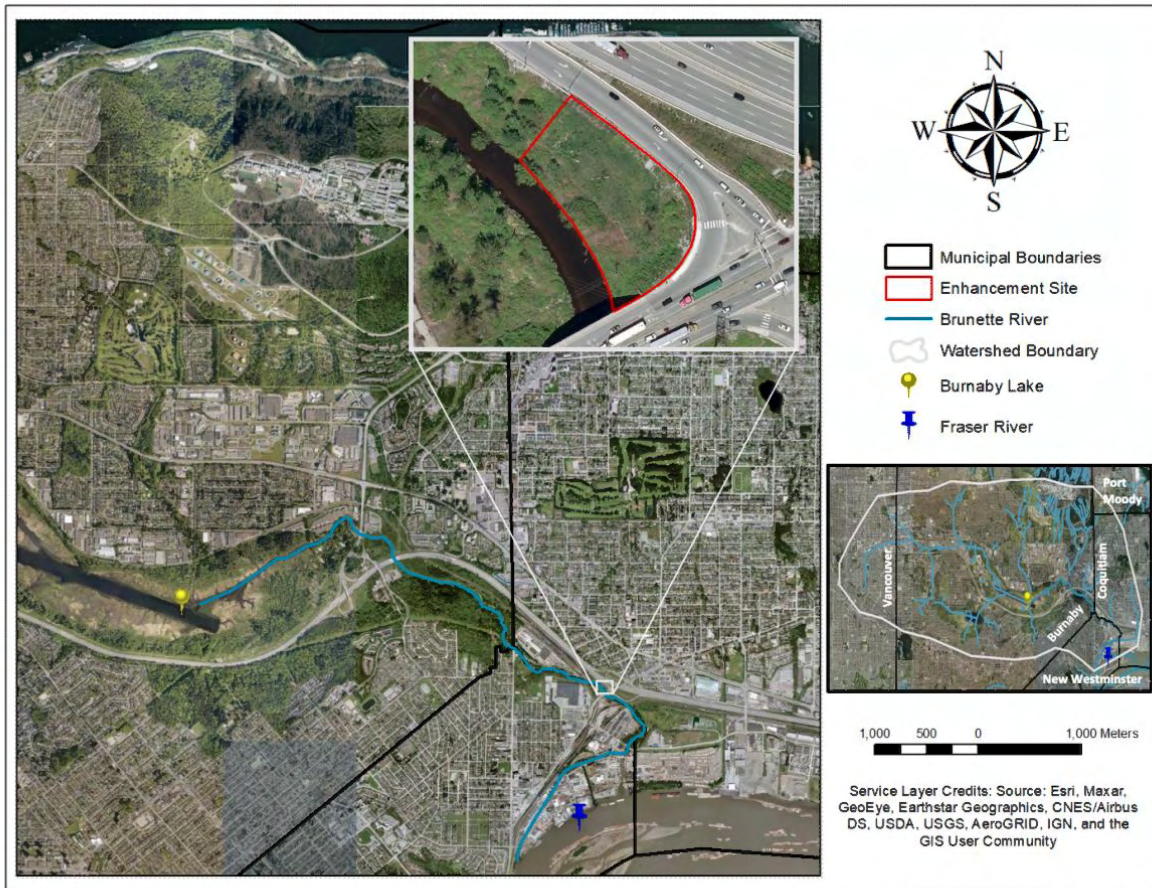 N
W E
S
Municipal Boundaries
Enhancement Site
Brunette River
Watershed Boundary
Burnaby Lake
Fraser River
Port
Moody
Vancouver
Coquitlam
Burnaby
New Westminster
1,000 500 0 1,000 Meters
Service Layer Credits: Source: Esri, Maxar,
GeoEye, Earthstar Geographics, CNES/Airbus
DS, USDA, USGS, AeroGRID, IGN, and the
GIS User Community